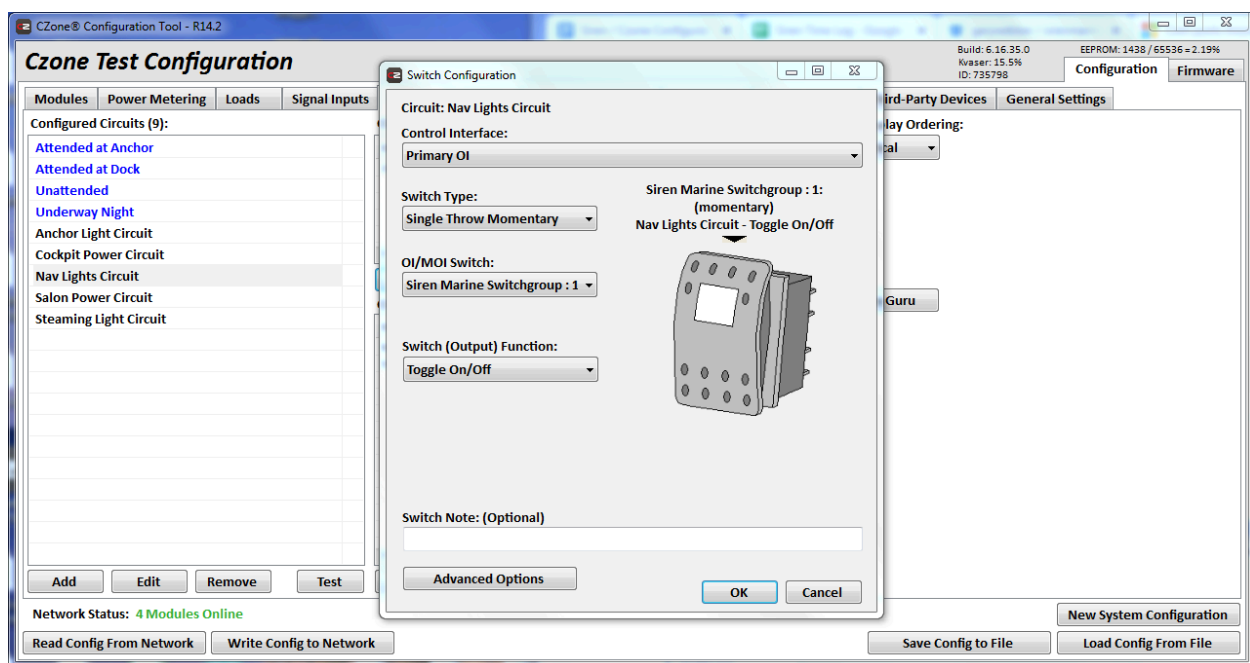 CZone® Configuration Tool - R14.2
Czone Test Configuration
Build: 6.16.35.0
Kvaser: 15.5%
ID: 735798
EEPROM: 1438 / 65536 = 2.19%
Configuration
Firmware
Modules
Power Metering
Loads
Signal Inputs
ird-Party Devices
General Settings
Configured Circuits (9):
Attended at Anchor
Attended at Dock
Unattended
Underway Night
Anchor Light Circuit
Cockpit Power Circuit
Nav Lights Circuit
Salon Power Circuit
Steaming Light Circuit
Add
Edit
Remove
Test
Switch Configuration
Circuit: Nav Lights Circuit
Control Interface:
Primary OI
Switch Type:
Single Throw Momentary
OI/MOI Switch:
Siren Marine Switchgroup : 1
Switch (Output) Function:
Toggle On/Off
Siren Marine Switchgroup : 1:
(momentary)
Nav Lights Circuit - Toggle On/Off
Switch Note: (Optional)
Advanced Options
OK
Cancel
lay Ordering:
cal
Guru
Network Status: 4 Modules Online
New System Configuration
Read Config From Network
Write Config to Network
Save Config to File
Load Config From File